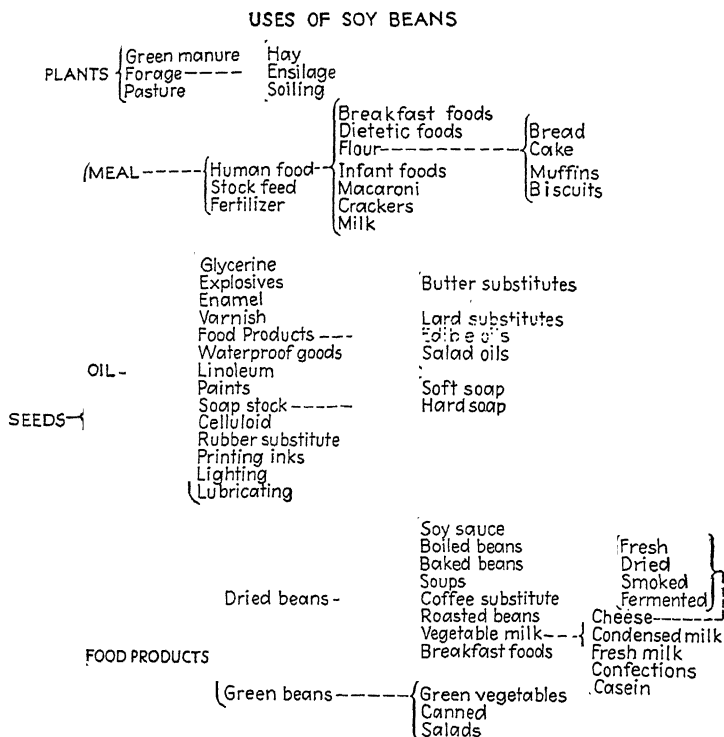 USES OF SOY BEANS
PLANTS
Green manure
Forage
Pasture
Hay
Ensilage
Soiling
SEEDS
MEAL
Human food
Stock feed
Fertilizer
Breakfast foods
Dietetic foods
Flour
Infant foods
Macaroni
Crackers
Milk
Bread
Cake
Muffins
Biscuits
OIL
Glycerine
Explosives
Enamel
Varnish
Food Products
Waterproof goods
Linoleum
Paints
Soap stock
Celluloid
Rubber substitute
Printing inks
Lighting
Lubricating
Butter substitutes
Lard substitutes
Edible oils
Salad oils
Soft soap
Hard soap
FOOD PRODUCTS
Dried beans
Soy sauce
Boiled beans
Baked beans
Soups
Coffee substitute
Roasted beans
Vegetable milk
Breakfast foods
Cheese
Condensed milk
Fresh milk
Confections
Casein
Fresh
Dried
Smoked
Fermented
Green beans
Green vegetables
Canned
Salads